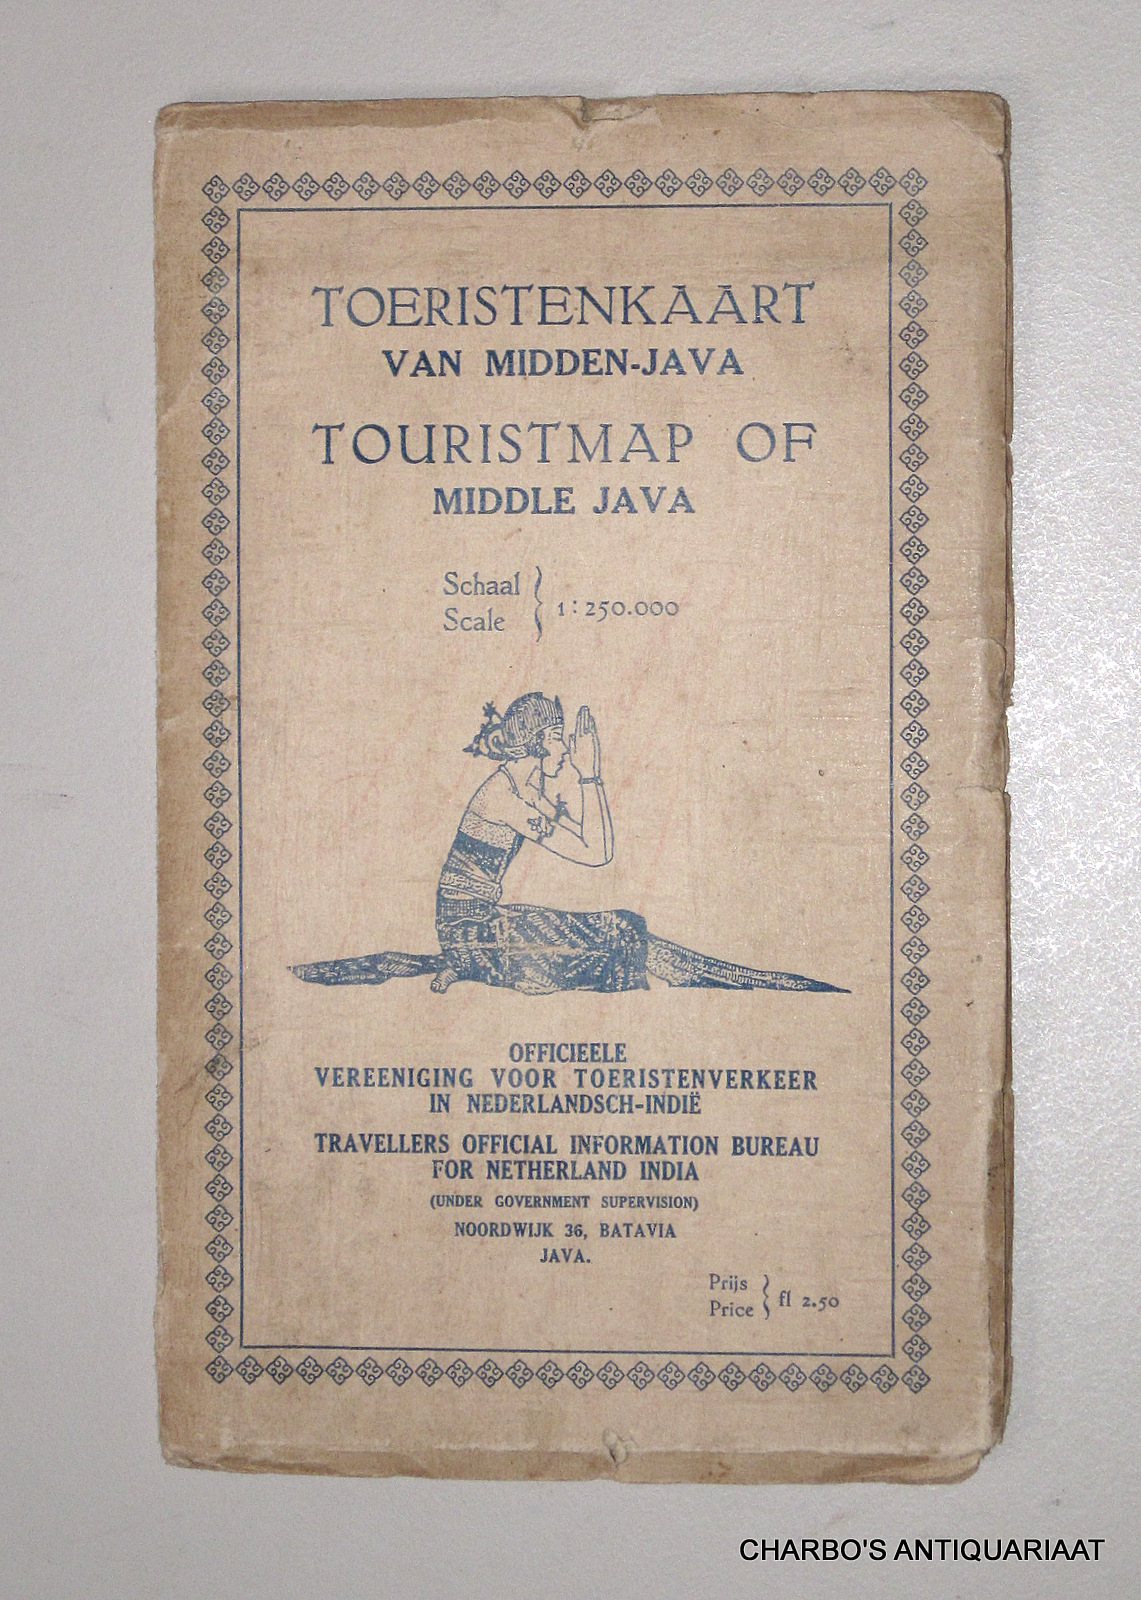 TOERISTENKAART
VAN MIDDEN-JAVA
TOURISTMAP OF
MIDDLE JAVA
Schaal
Scale
1:250.000
OFFICIEELE
VEREENIGING VOOR TOERISTENVERKEER
IN NEDERLANDSCH-INDIË
TRAVELLERS OFFICIAL INFORMATION BUREAU
FOR NETHERLAND INDIA
(UNDER GOVERNMENT SUPERVISION)
NOORDWIJK 36, BATAVIA
JAVA.
Prijs
Price
fl 2.50
CHARBO'S ANTIQUARIAAT